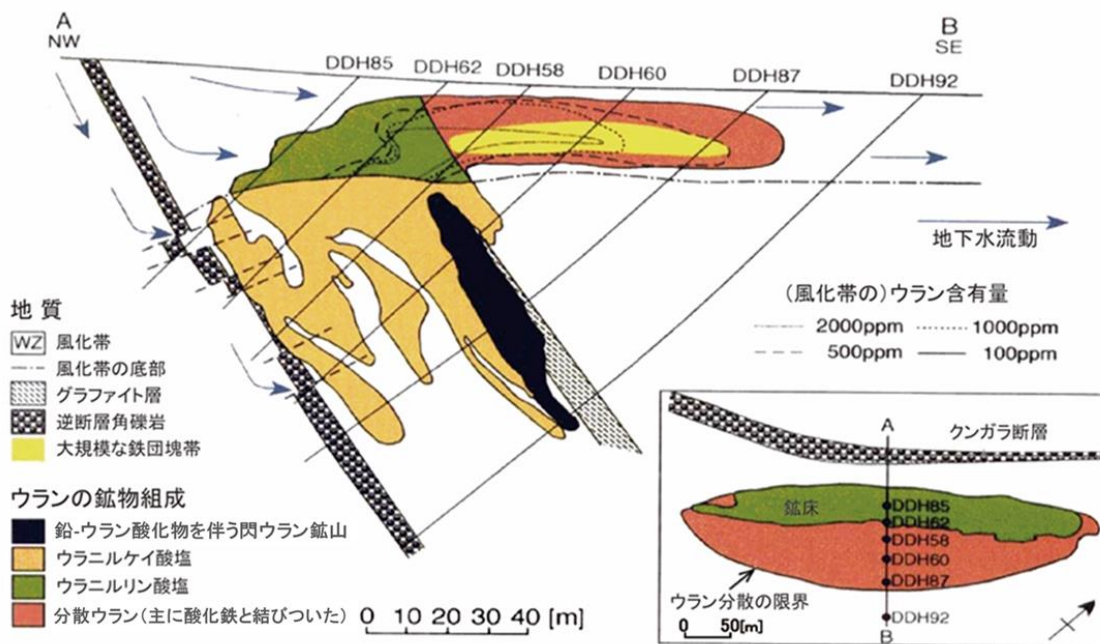 A
NW
B
SE
DDH85
DDH62
DDH58
DDH60
DDH87
DDH92
地下水流動
(風化帯の)ウラン含有量
2000ppm
1000ppm
500ppm
100ppm
地質
WZ 風化帯
風化帯の底部
グラファイト層
逆断層角礫岩
大規模な鉄団塊帯
ウランの鉱物組成
鉛-ウラン酸化物を伴う閃ウラン鉱山
ウラニルケイ酸塩
ウラニルリン酸塩
分散ウラン(主に酸化鉄と結びついた)
0 10 20 30 40 [m]
A
クンガラ断層
鉱床
DDH85
DDH62
DDH58
DDH60
DDH87
ウラン分散の限界
DDH92
0 50[m]
B